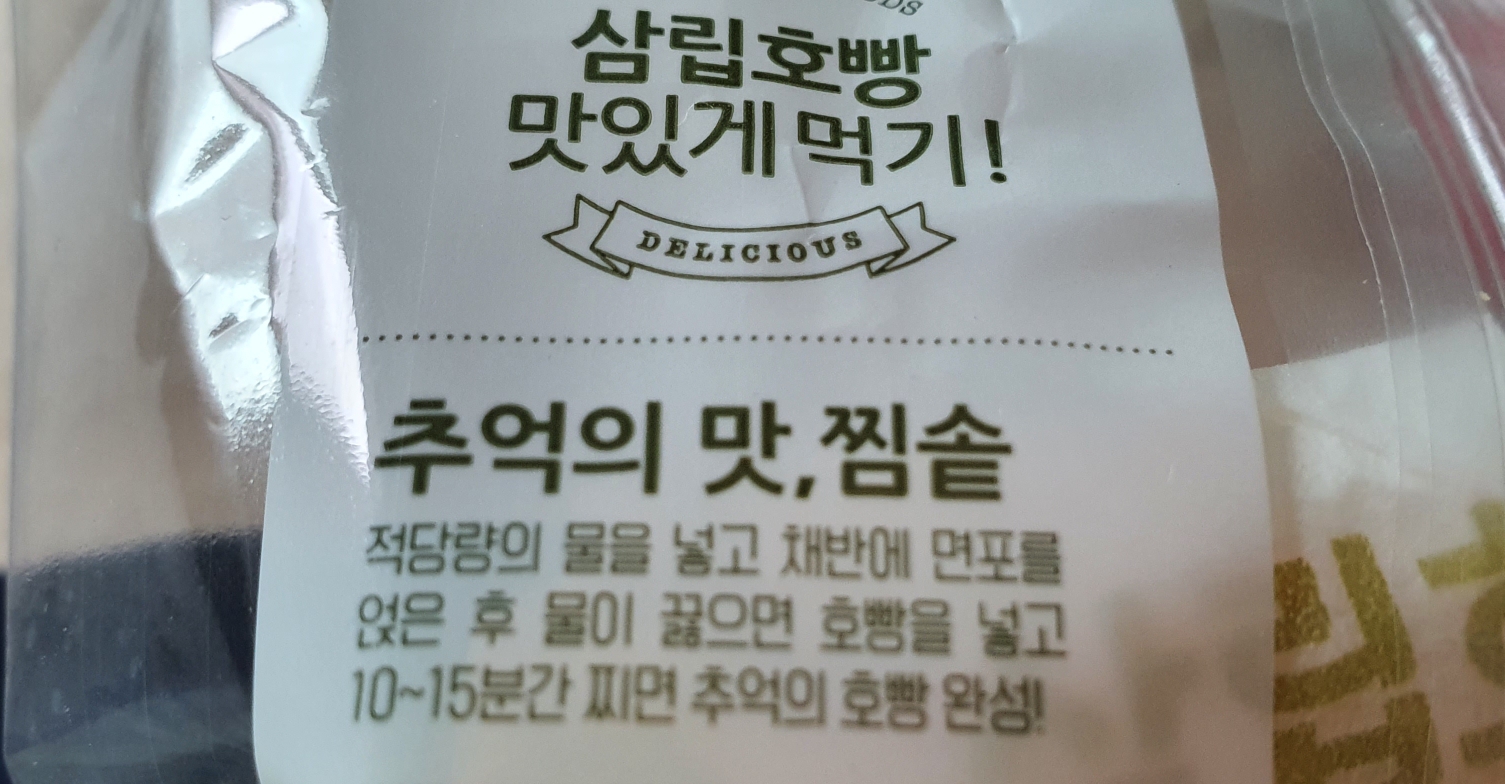 삼립호빵
맛있게 먹기!
DELICIOUS
추억의 맛, 찜솥
적당량의 물을 넣고 채반에 면포를
얹은 후 물이 끓으면 호빵을 넣고
10~15분간 찌면 추억의 호빵 완성!